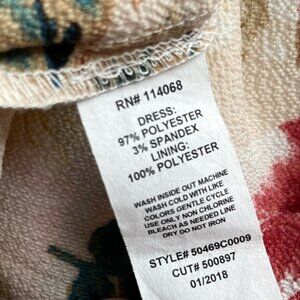 RN# 114068
DRESS:
97% POLYESTER
3% SPANDEX
LINING:
100% POLYESTER
WASH INSIDE OUT MACHINE
WASH COLD WITH LIKE
COLORS GENTLE CYCLE
USE ONLY NON CHLORINE
BLEACH AS NEEDED LINE
DRY DO NOT IRON
STYLE# 50469C0009
CUT# 500897
01/2018